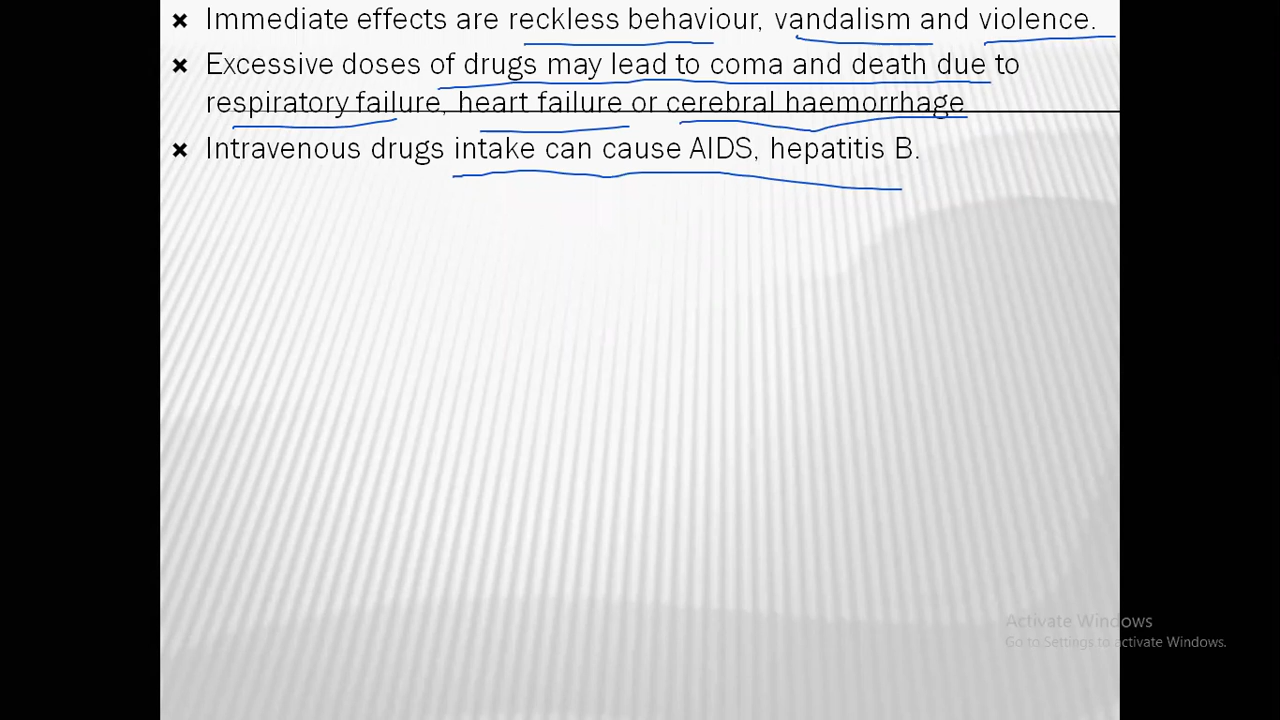 × Immediate effects are reckless behaviour, vandalism and violence.
× Excessive doses of drugs may lead to coma and death due to
respiratory failure, heart failure or cerebral haemorrhage
× Intravenous drugs intake can cause AIDS, hepatitis B.
Activate Windows
Go to Settings to activate Windows.